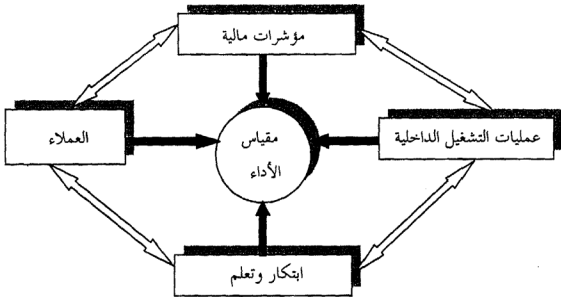 مؤشرات مالية
العملاء
مقياس
الأداء
عمليات التشغيل الداخلية
ابتكار وتعلم